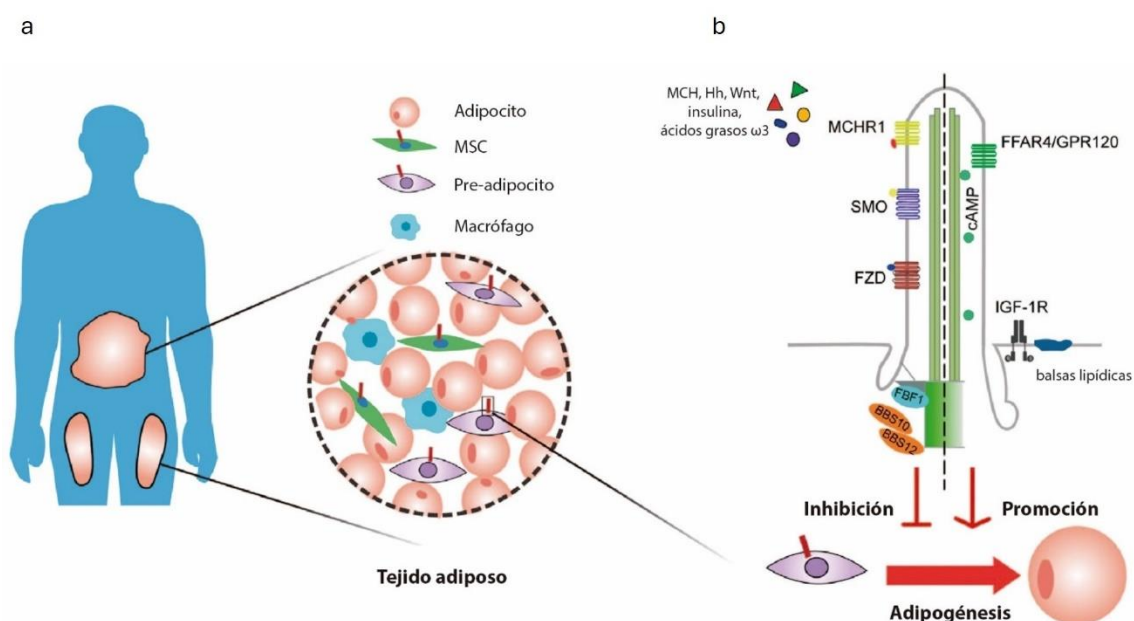 a
b
Adipocito
MSC
Pre-adipocito
Macrófago
Tejido adiposo
MCH, Hh, Wnt,
insulina,
ácidos grasos ω3
MCHR1
FFAR4/GPR120
SMO
cAMP
FZD
IGF-1R
balsas lipídicas
FBF1
BBS10
BBS12
Inhibición
Promoción
Adipogénesis